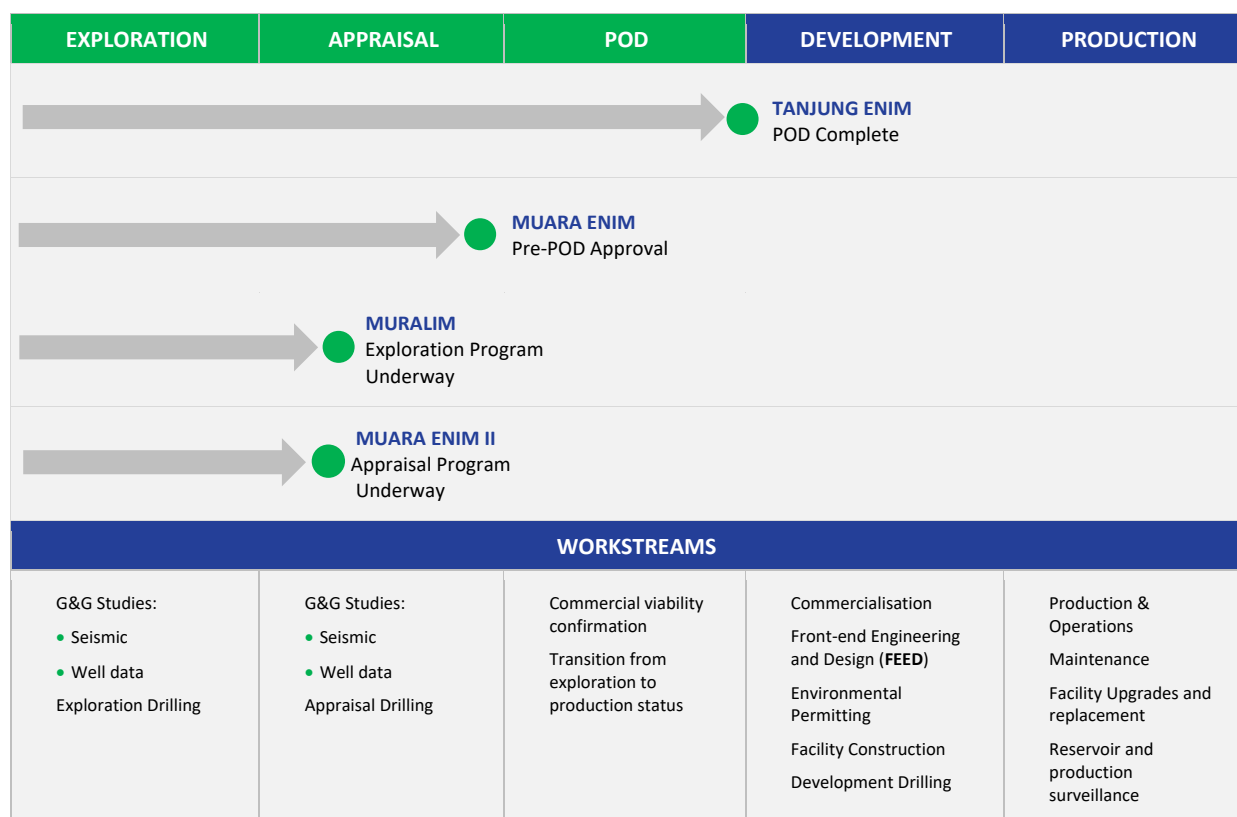 EXPLORATION
APPRAISAL
POD
DEVELOPMENT
PRODUCTION
TANJUNG ENIM
POD Complete
MUARA ENIM
Pre-POD Approval
MURALIM
Exploration Program
Underway
MUARA ENIM II
Appraisal Program
Underway
WORKSTREAMS
G&G Studies:
• Seismic
• Well data
Exploration Drilling
G&G Studies:
• Seismic
• Well data
Appraisal Drilling
Commercial viability
confirmation
Transition from
exploration to
production status
Commercialisation
Front-end Engineering
and Design (FEED)
Environmental
Permitting
Facility Construction
Development Drilling
Production &
Operations
Maintenance
Facility Upgrades and
replacement
Reservoir and
production
surveillance